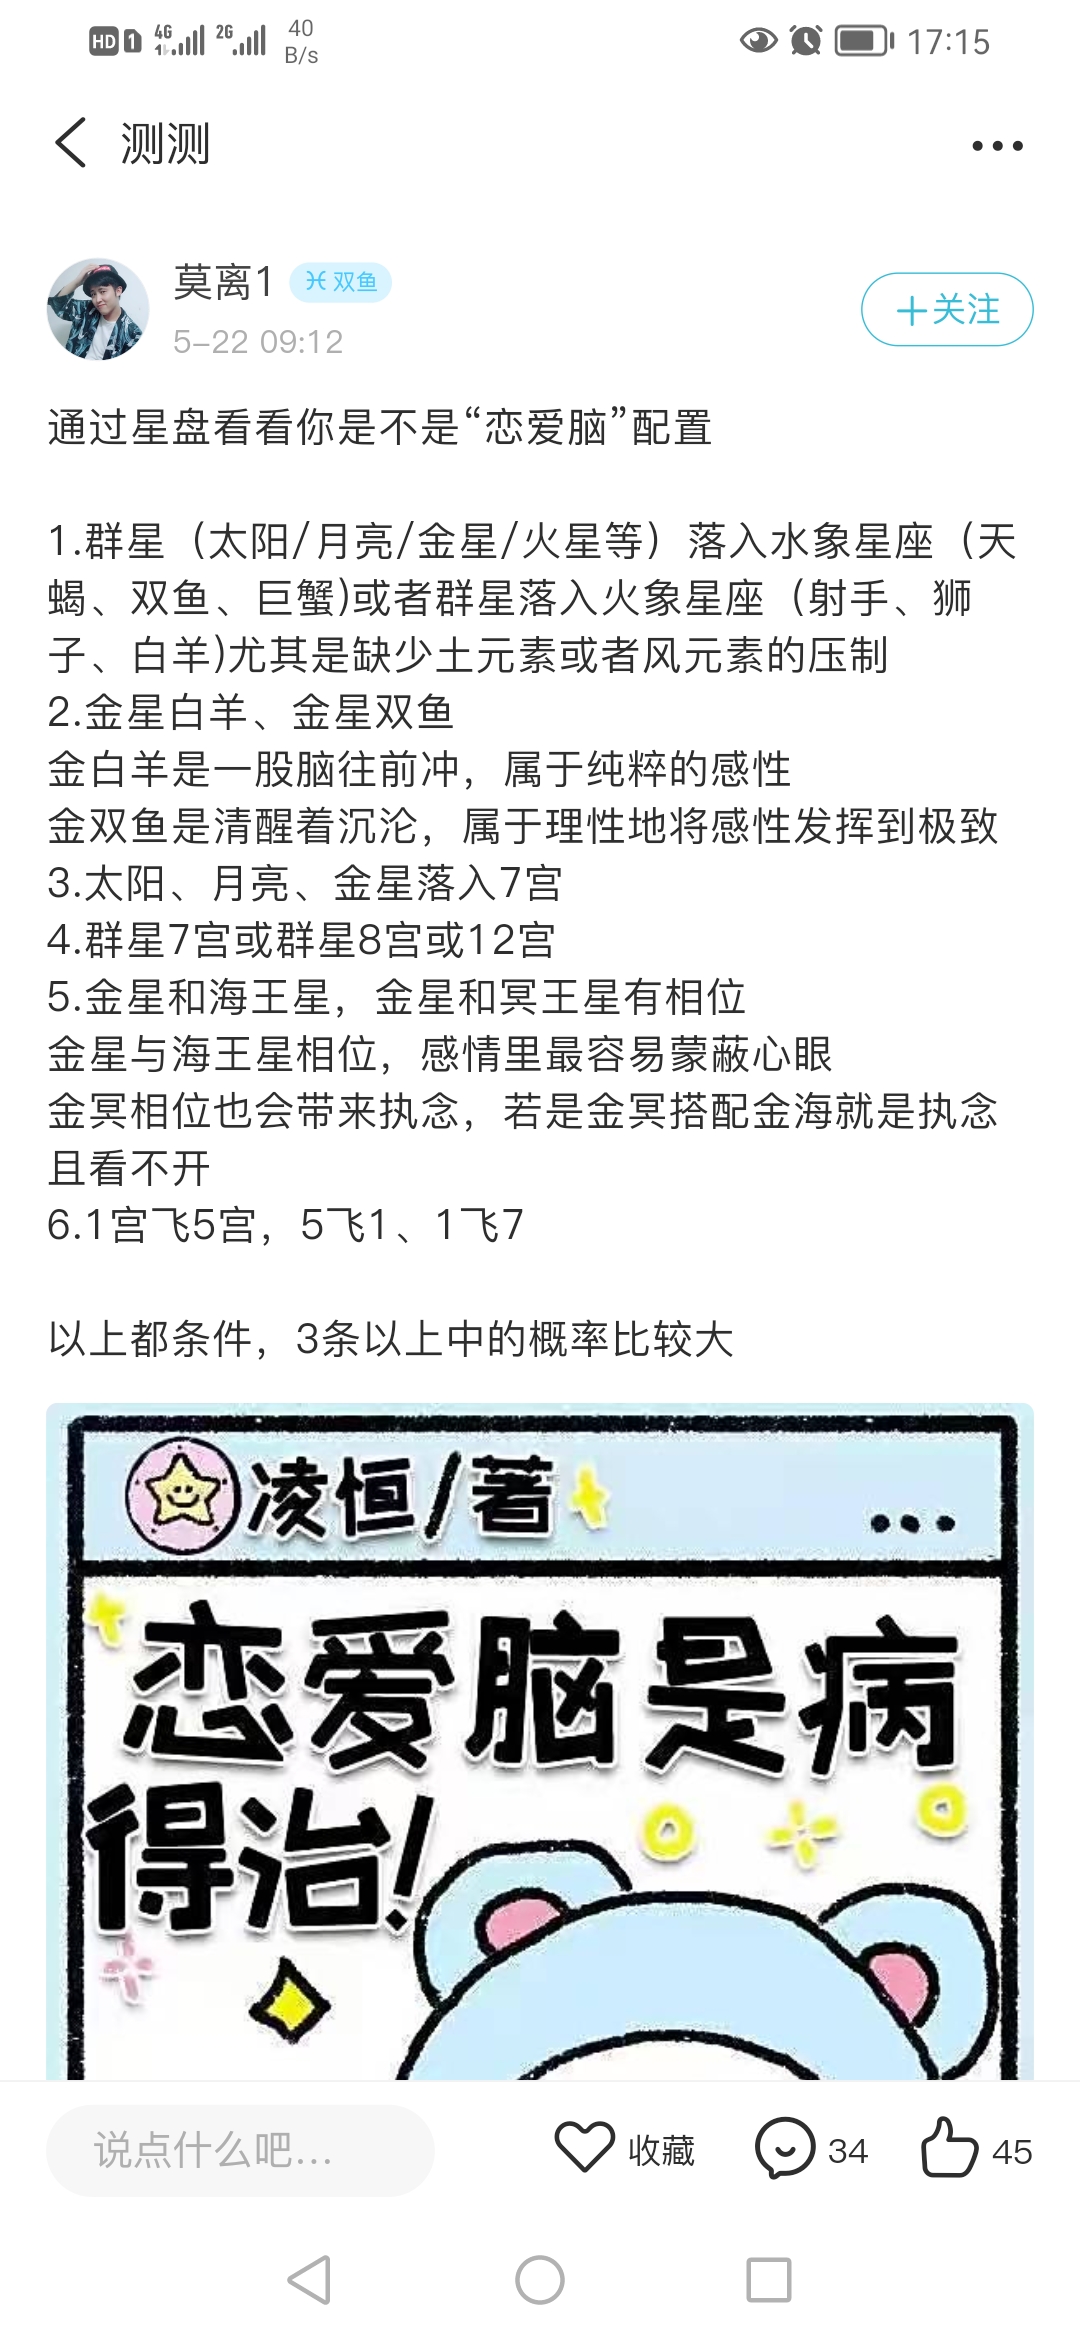 HD 1 4G 2G 40 B/s 17:15
测测
莫离1 双鱼
5-22 09:12
+关注
通过星盘看看你是不是“恋爱脑”配置
1.群星（太阳/月亮/金星/火星等）落入水象星座（天
蝎、双鱼、巨蟹)或者群星落入火象星座（射手、狮
子、白羊)尤其是缺少土元素或者风元素的压制
2.金星白羊、金星双鱼
金白羊是一股脑往前冲，属于纯粹的感性
金双鱼是清醒着沉沦，属于理性地将感性发挥到极致
3.太阳、月亮、金星落入7宫
4.群星7宫或群星8宫或12宫
5.金星和海王星，金星和冥王星有相位
金星与海王星相位，感情里最容易蒙蔽心眼
金冥相位也会带来执念，若是金冥搭配金海就是执念
且看不开
6.1宫飞5宫，5飞1、1飞7
以上都条件，3条以上中的概率比较大
凌恒/著
恋爱脑是病
得治!
说点什么吧... 收藏 34 45